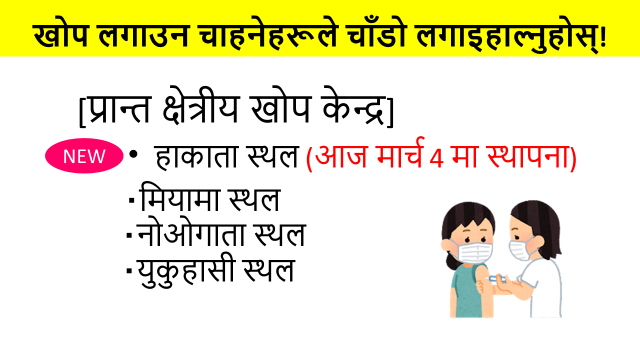 खोप लगाउन चाहनेहरूले चाँडो लगाइहाल्नुहोस्!
[प्रान्त क्षेत्रीय खोप केन्द्र]
NEW • हाकाता स्थल (आज मार्च 4 मा स्थापना)
▪मियामा स्थल
▪नोओगाता स्थल
▪युकुहासी स्थल